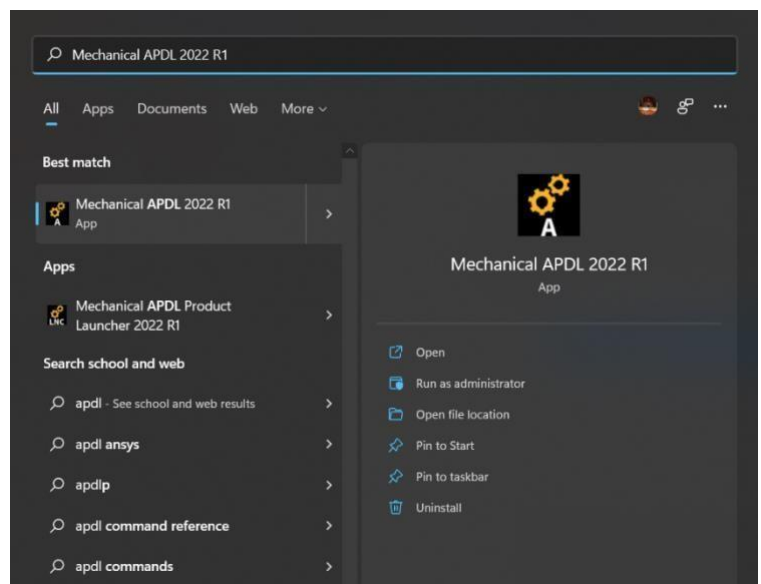 Mechanical APDL 2022 R1
All Apps Documents Web More
Best match
Mechanical APDL 2022 R1
App
Apps
Mechanical APDL Product
Launcher 2022 R1
Search school and web
apdl - See school and web results
apdl ansys
apdlp
apdl command reference
apdl commands
A
LNC
A
Mechanical APDL 2022 R1
App
Open
Run as administrator
Open file location
Pin to Start
Pin to taskbar
Uninstall